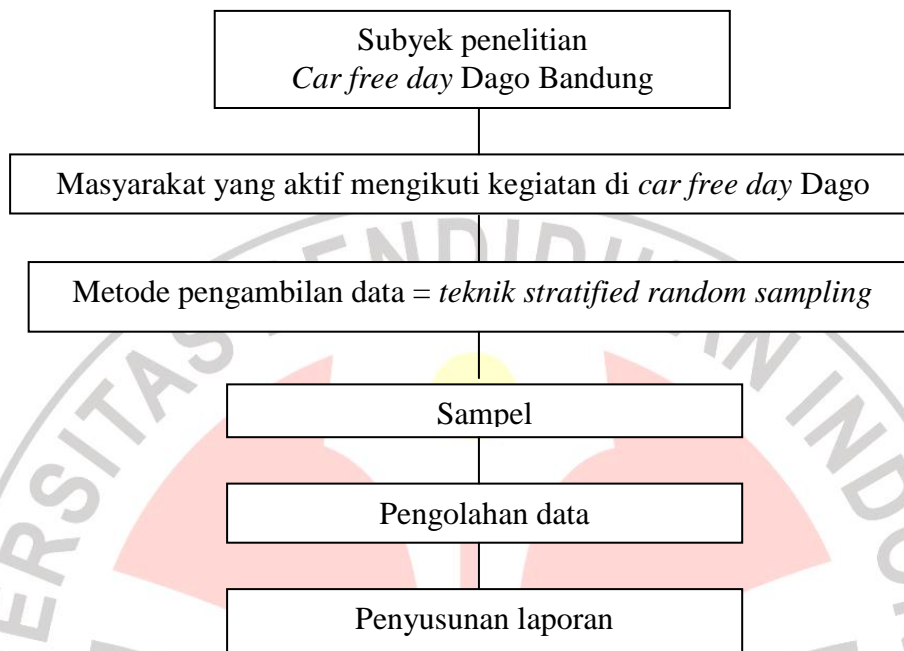 Subyek penelitian
Car free day Dago Bandung
Masyarakat yang aktif mengikuti kegiatan di car free day Dago
Metode pengambilan data = teknik stratified random sampling
Sampel
Pengolahan data
Penyusunan laporan